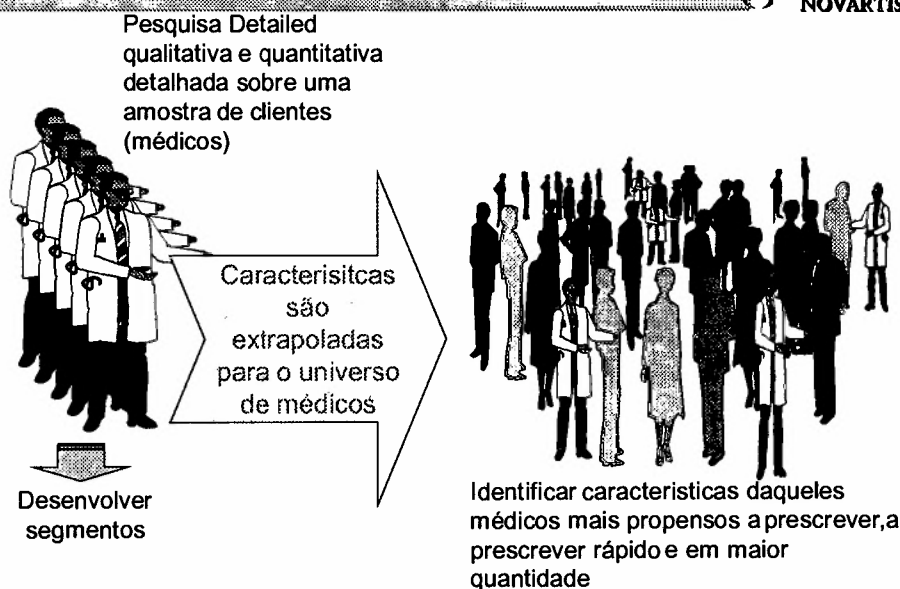 NOVARTIS
Pesquisa Detailed
qualitativa e quantitativa
detalhada sobre uma
amostra de clientes
(médicos)
Caracterisitcas
são
extrapoladas
para o universo
de médicos
Desenvolver
segmentos
Identificar caracteristicas daqueles
médicos mais propensos a prescrever,a
prescrever rápido e em maior
quantidade